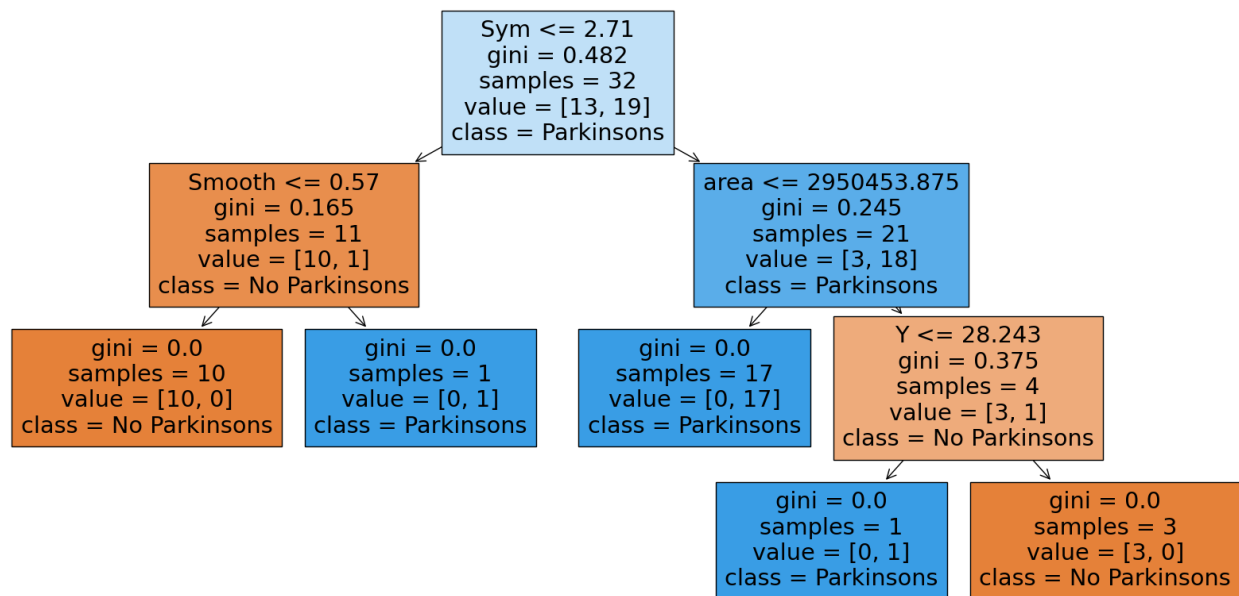 Sym <= 2.71
gini = 0.482
samples = 32
value = [13, 19]
class = Parkinsons
Smooth <= 0.57
gini = 0.165
samples = 11
value = [10, 1]
class = No Parkinsons
area <= 2950453.875
gini = 0.245
samples = 21
value = [3, 18]
class = Parkinsons
gini = 0.0
samples = 10
value = [10, 0]
class = No Parkinsons
gini = 0.0
samples = 1
value = [0, 1]
class = Parkinsons
gini = 0.0
samples = 17
value = [0, 17]
class = Parkinsons
Y <= 28.243
gini = 0.375
samples = 4
value = [3, 1]
class = No Parkinsons
gini = 0.0
samples = 1
value = [0, 1]
class = Parkinsons
gini = 0.0
samples = 3
value = [3, 0]
class = No Parkinsons